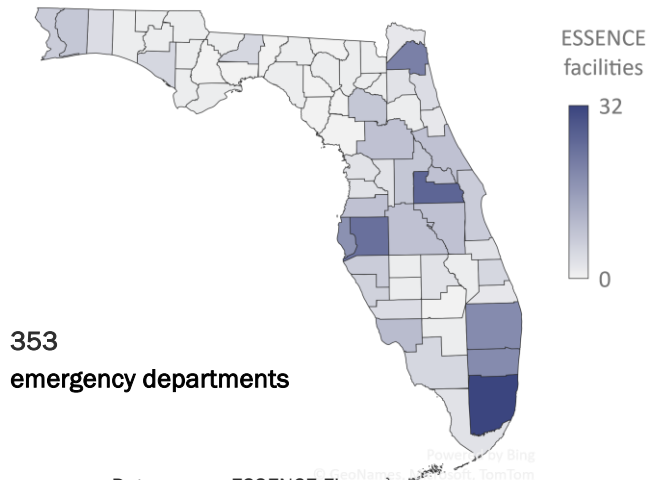 ESSENCE
facilities
32
0
353
emergency departments
Powered by Bing
© GeoNames, Microsoft, TomTom